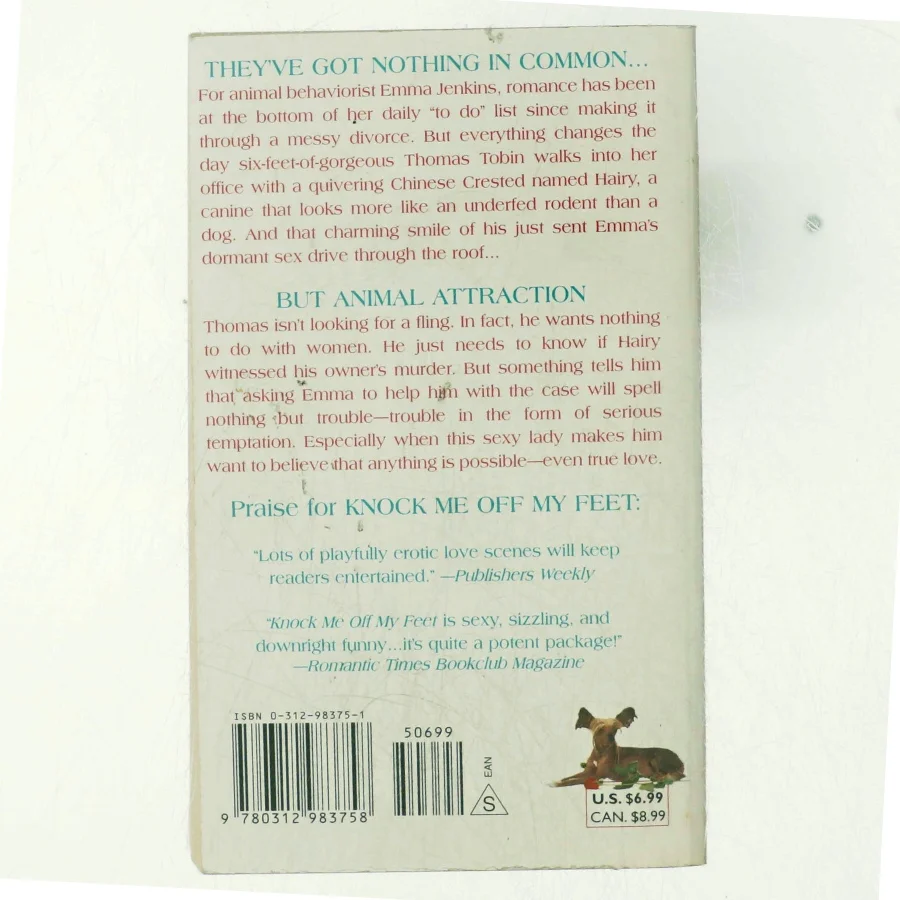 THEY'VE GOT NOTHING IN COMMON...
For animal behaviorist Emma Jenkins, romance has been
at the bottom of her daily "to do" list since making it
through a messy divorce. But everything changes the
day six-feet-of-gorgeous Thomas Tobin walks into her
office with a quivering Chinese Crested named Hairy, a
canine that looks more like an underfed rodent than a
dog. And that charming smile of his just sent Emma's
dormant sex drive through the roof...
BUT ANIMAL ATTRACTION
Thomas isn't looking for a fling. In fact, he wants nothing
to do with women. He just needs to know if Hairy
witnessed his owner's murder. But something tells him
that asking Emma to help him with the case will spell
nothing but trouble—trouble in the form of serious
temptation. Especially when this sexy lady makes him
want to believe that anything is possible—even true love.
Praise for KNOCK ME OFF MY FEET:
"Lots of playfully erotic love scenes will keep
readers entertained." —Publishers Weekly
"Knock Me Off My Feet is sexy, sizzling, and
downright funny...it's quite a potent package!"
—Romantic Times Bookclub Magazine
ISBN 0-312-98375-1
50699
9 780312 983758
EAN
S
U.S. $6.99
CAN. $8.99